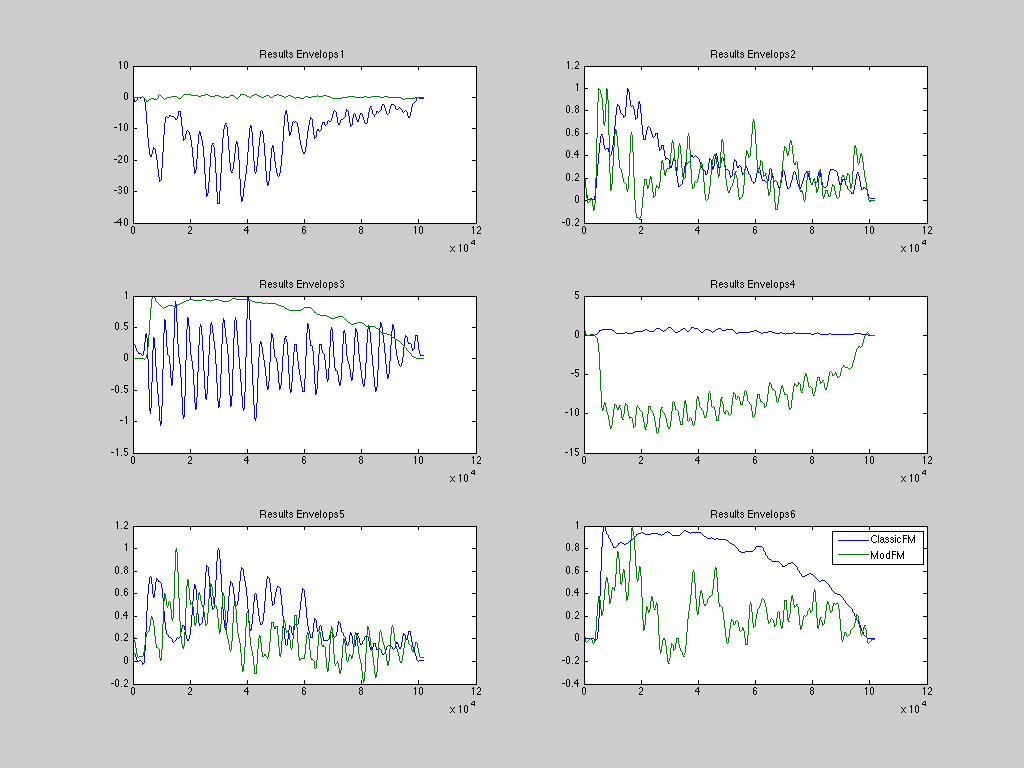 Results Envelops1
10
0
-10
-20
-30
-40
0 2 4 6 8 10 12
x 10^4
Results Envelops2
1.2
1
0.8
0.6
0.4
0.2
0
-0.2
0 2 4 6 8 10 12
x 10^4
Results Envelops3
1
0.5
0
-0.5
-1
-1.5
0 2 4 6 8 10 12
x 10^4
Results Envelops4
5
0
-5
-10
-15
0 2 4 6 8 10 12
x 10^4
Results Envelops5
1.2
1
0.8
0.6
0.4
0.2
0
-0.2
0 2 4 6 8 10 12
x 10^4
Results Envelops6
1
0.8
0.6
0.4
0.2
0
-0.2
-0.4
0 2 4 6 8 10 12
x 10^4
ClassicFM
ModFM